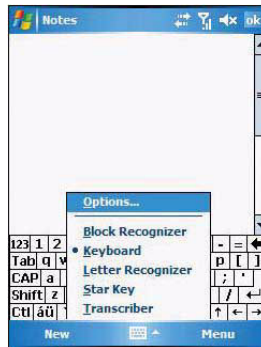 Notes
ok
Options...
Block Recognizer
Keyboard
Letter Recognizer
Star Key
Transcriber
123 1 2 - =
Tab q p [ ]
CAP a ; '
Shift z /
Ctl áü
New Menu